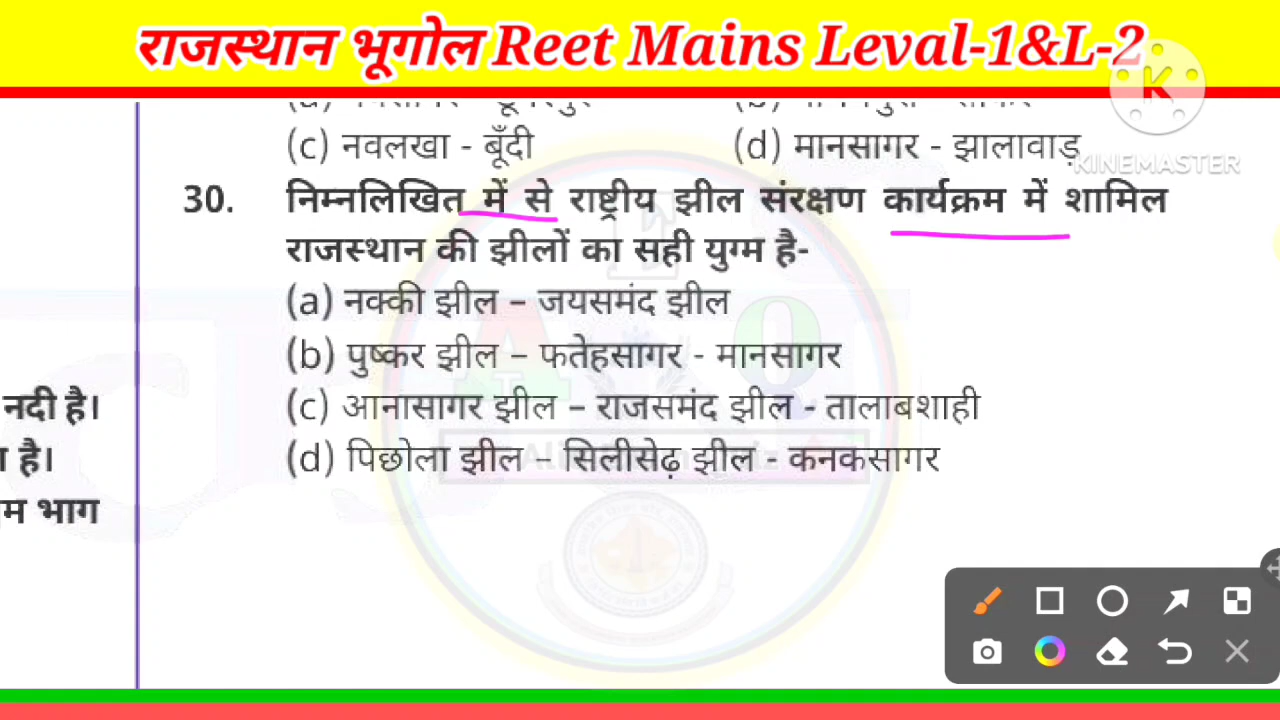 राजस्थान भूगोल Reet Mains Leval-1&L-2
KINEMASTER
(c) नवलखा - बूँदी (d) मानसागर - झालावाड़
30. निम्नलिखित में से राष्ट्रीय झील संरक्षण कार्यक्रम में शामिल
राजस्थान की झीलों का सही युग्म है-
(a) नक्की झील – जयसमंद झील
(b) पुष्कर झील – फतेहसागर - मानसागर
(c) आनासागर झील – राजसमंद झील - तालाबशाही
(d) पिछोला झील – सिलीसेढ़ झील - कनकसागर
नदी है।
है।
भाग